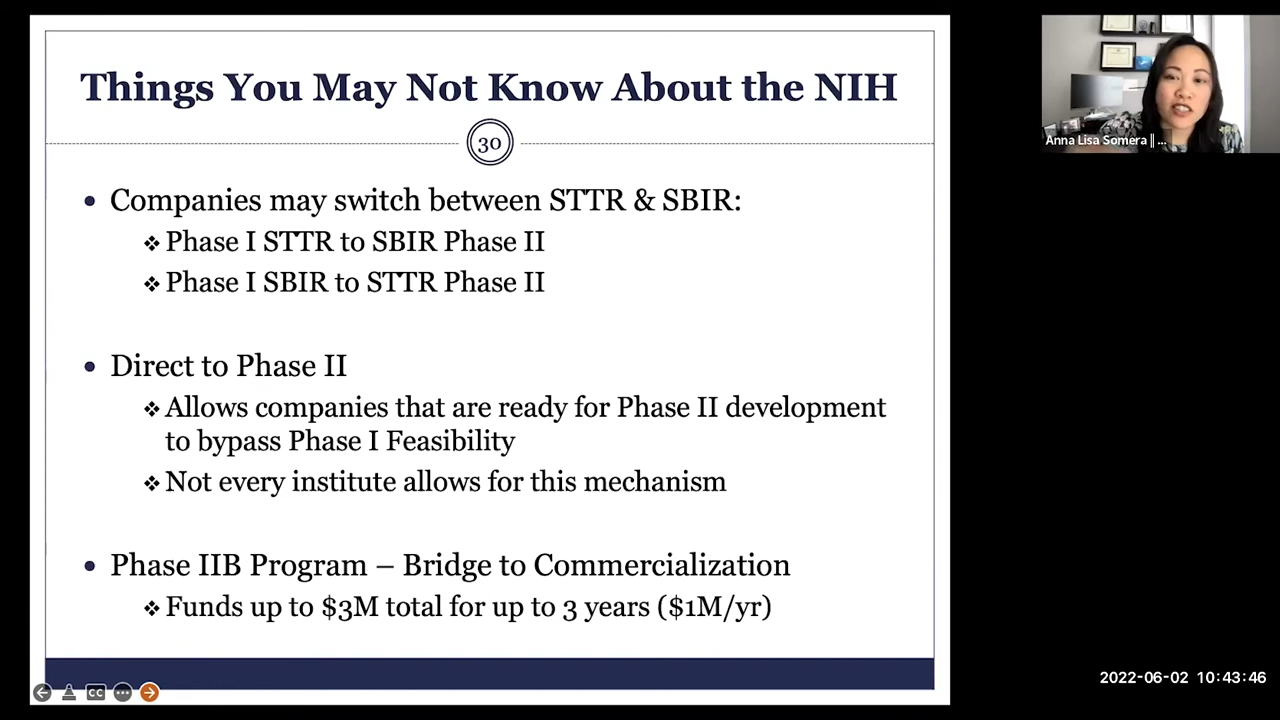 Things You May Not Know About the NIH
30
• Companies may switch between STTR & SBIR:
❖ Phase I STTR to SBIR Phase II
❖ Phase I SBIR to STTR Phase II
• Direct to Phase II
❖ Allows companies that are ready for Phase II development
to bypass Phase I Feasibility
❖ Not every institute allows for this mechanism
• Phase IIB Program – Bridge to Commercialization
❖ Funds up to $3M total for up to 3 years ($1M/yr)
Anna Lisa Somera || ...
CC
2022-06-02 10:43:46